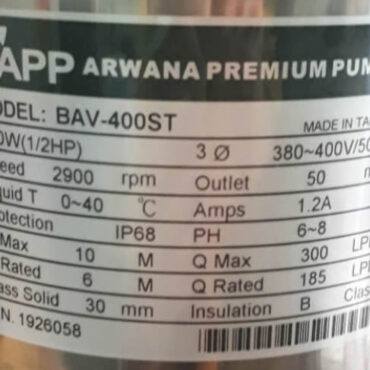 APP ARWANA PREMIUM PUM
ODEL: BAV-400ST MADE IN TA
0W(1/2HP) 3 Ø 380~400V/50
eed 2900 rpm Outlet 50 m
quid T 0~40 ℃ Amps 1.2A
otection IP68 PH 6~8
Max 10 M Q Max 300 LP
Rated 6 M Q Rated 185 LP
ass Solid 30 mm Insulation B Clas
N. 1926058